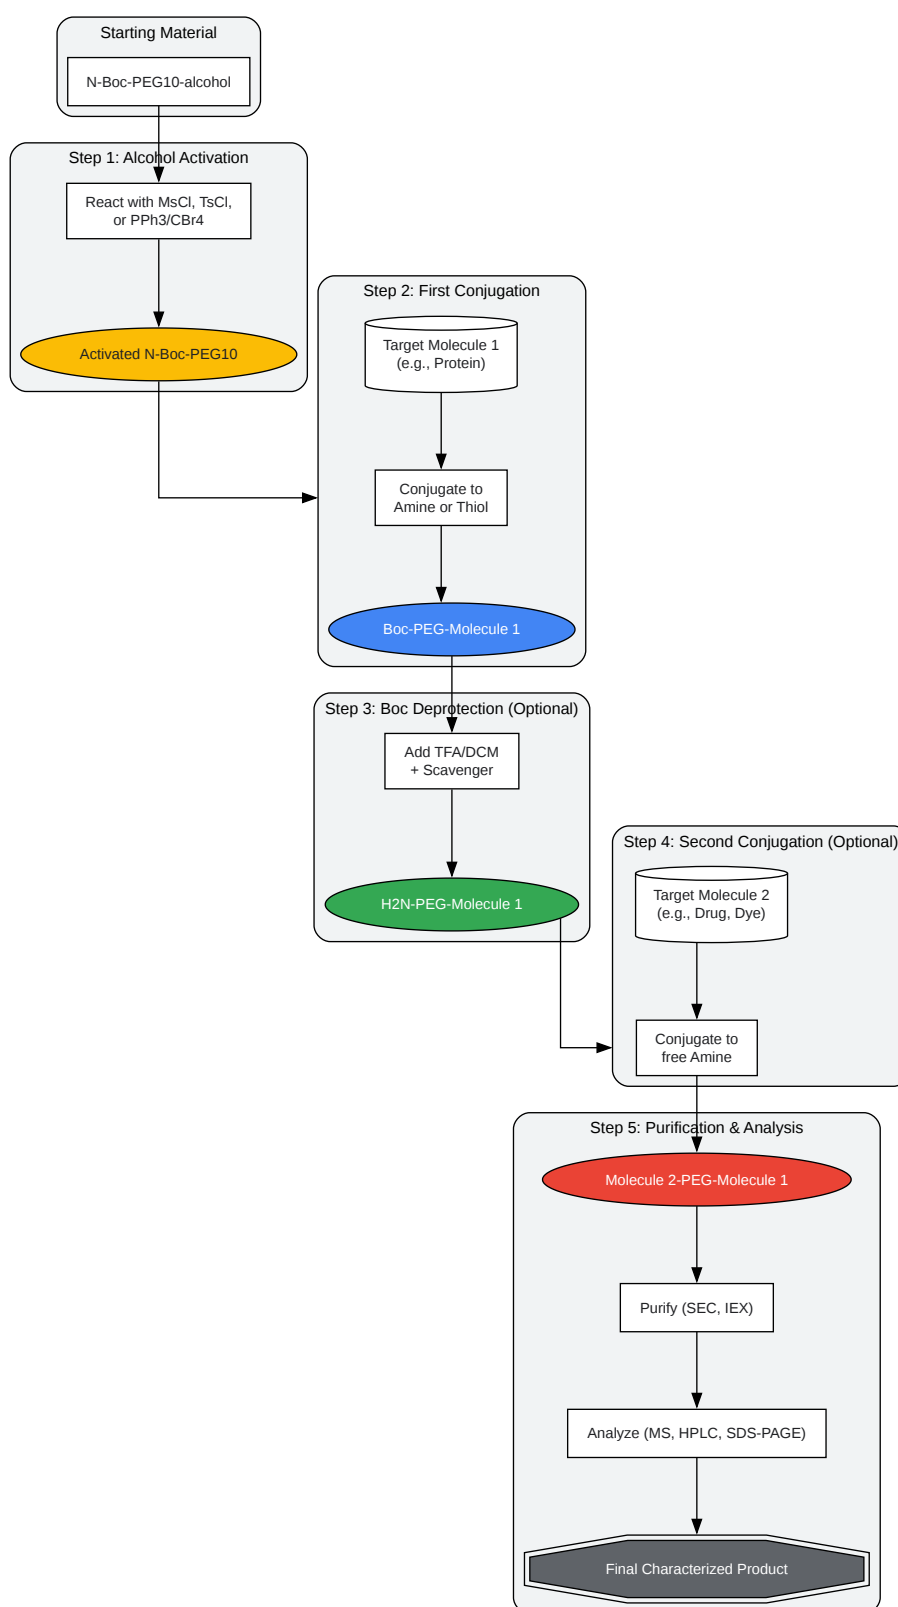 Starting Material
N-Boc-PEG10-alcohol
Step 1: Alcohol Activation
React with MsCl, TsCl,
or PPh3/CBr4
Activated N-Boc-PEG10
Step 2: First Conjugation
Target Molecule 1
(e.g., Protein)
Conjugate to
Amine or Thiol
Boc-PEG-Molecule 1
Step 3: Boc Deprotection (Optional)
Add TFA/DCM
+ Scavenger
H2N-PEG-Molecule 1
Step 4: Second Conjugation (Optional)
Target Molecule 2
(e.g., Drug, Dye)
Conjugate to
free Amine
Step 5: Purification & Analysis
Molecule 2-PEG-Molecule 1
Purify (SEC, IEX)
Analyze (MS, HPLC, SDS-PAGE)
Final Characterized Product